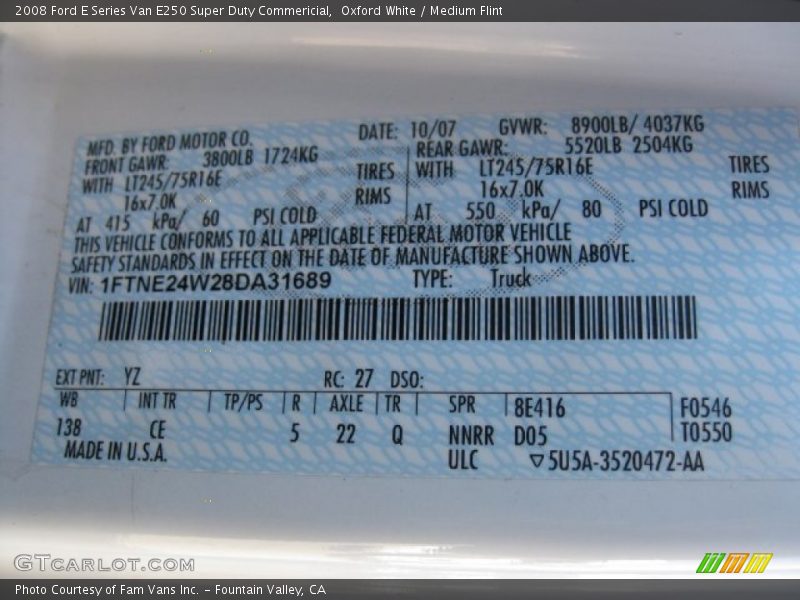 2008 Ford E Series Van E250 Super Duty Commericial,  Oxford White / Medium Flint
MFD. BY FORD MOTOR CO. DATE: 10/07 GVWR: 8900LB/ 4037KG
FRONT GAWR: 3800LB 1724KG REAR GAWR: 5520LB 2504KG
WITH LT245/75R16E TIRES WITH LT245/75R16E TIRES
16x7.0K RIMS 16x7.0K RIMS
AT 415 kPa/ 60 PSI COLD AT 550 kPa/ 80 PSI COLD
THIS VEHICLE CONFORMS TO ALL APPLICABLE FEDERAL MOTOR VEHICLE
SAFETY STANDARDS IN EFFECT ON THE DATE OF MANUFACTURE SHOWN ABOVE.
VIN: 1FTNE24W28DA31689 TYPE: Truck
EXT PNT: YZ RC: 27 DSO:
WB INT TR TP/PS R AXLE TR SPR 8E416 F0546
138 CE 5 22 Q NNRR D05 T0550
MADE IN U.S.A. ULC ▽5U5A-3520472-AA
GTCARLOT.COM
Photo Courtesy of Fam Vans Inc. - Fountain Valley, CA